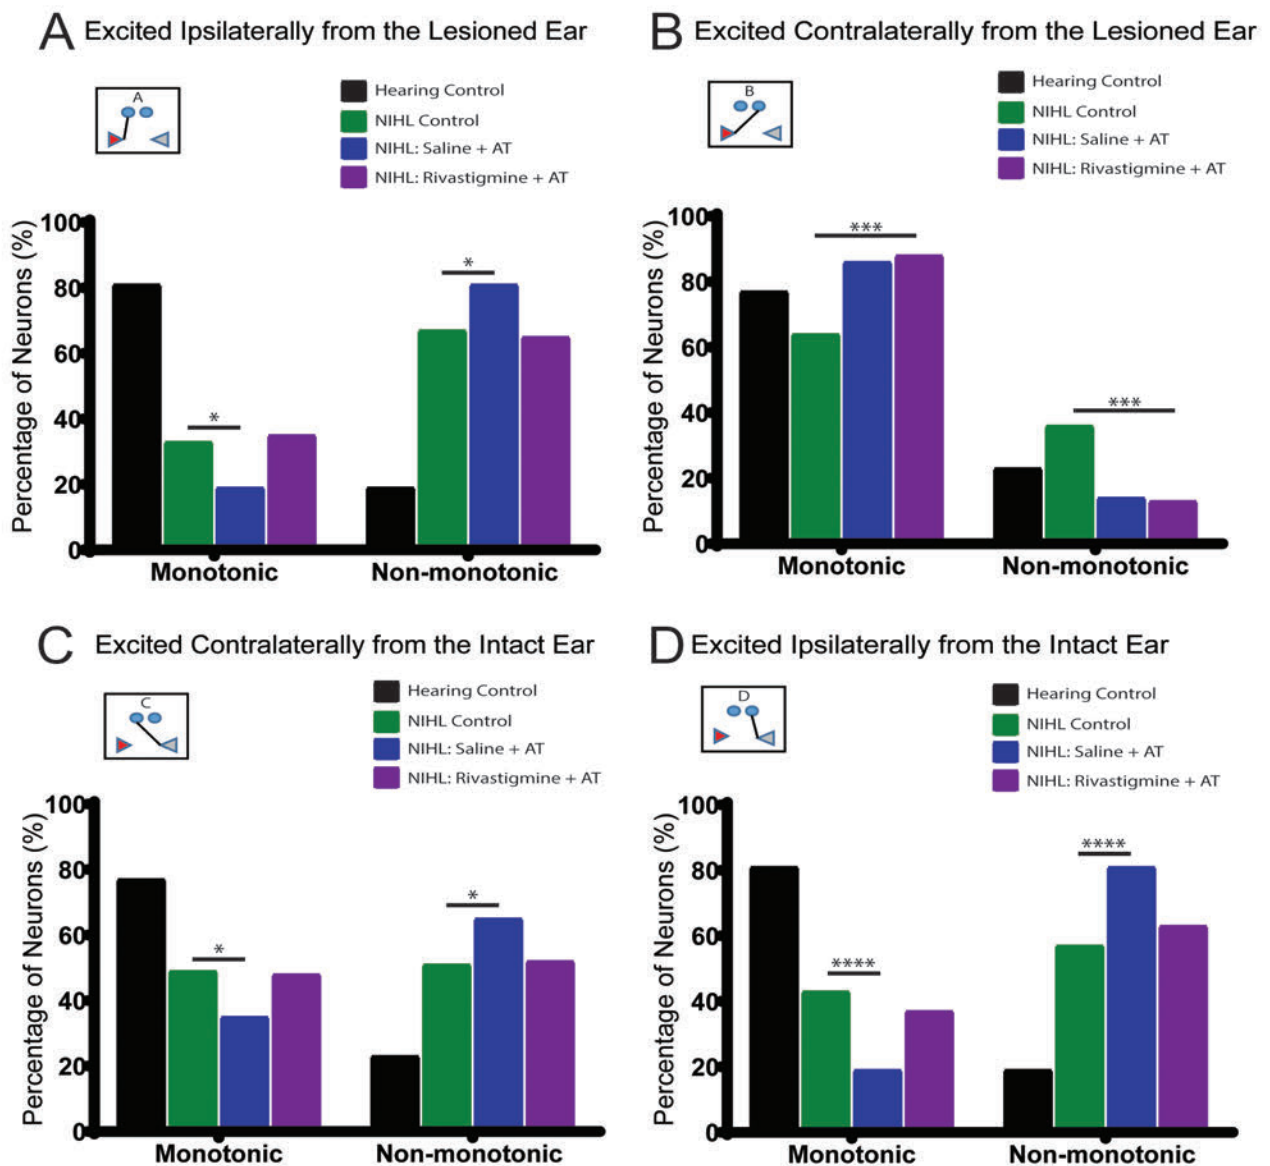 A Excited Ipsilaterally from the Lesioned Ear
A
Hearing Control
NIHL Control
NIHL: Saline + AT
NIHL: Rivastigmine + AT
Percentage of Neurons (%)
100
80
60
40
20
0
*
*
Monotonic
Non-monotonic
B Excited Contralaterally from the Lesioned Ear
B
Hearing Control
NIHL Control
NIHL: Saline + AT
NIHL: Rivastigmine + AT
Percentage of Neurons (%)
100
80
60
40
20
0
***
***
Monotonic
Non-monotonic
C Excited Contralaterally from the Intact Ear
C
Hearing Control
NIHL Control
NIHL: Saline + AT
NIHL: Rivastigmine + AT
Percentage of Neurons (%)
100
80
60
40
20
0
*
*
Monotonic
Non-monotonic
D Excited Ipsilaterally from the Intact Ear
D
Hearing Control
NIHL Control
NIHL: Saline + AT
NIHL: Rivastigmine + AT
Percentage of Neurons (%)
100
80
60
40
20
0
****
****
Monotonic
Non-monotonic